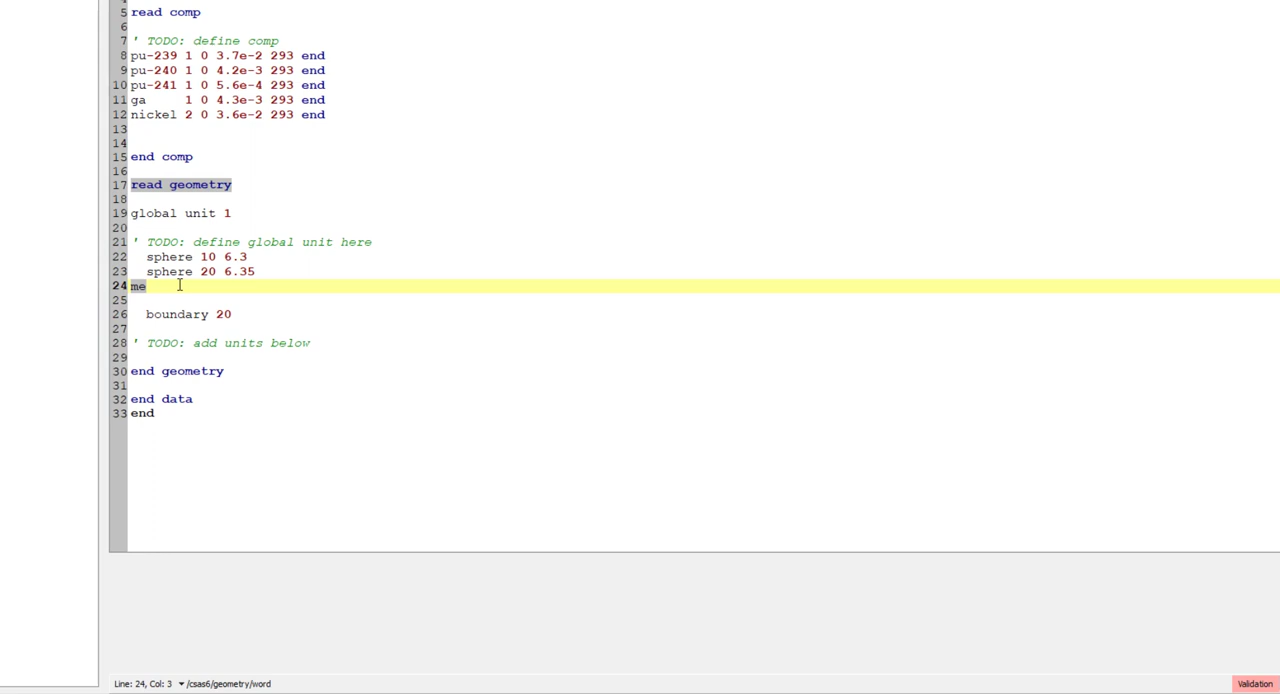 5 read comp
6
7 ' TODO: define comp
8 pu-239 1 0 3.7e-2 293 end
9 pu-240 1 0 4.2e-3 293 end
10 pu-241 1 0 5.6e-4 293 end
11 ga 1 0 4.3e-3 293 end
12 nickel 2 0 3.6e-2 293 end
13
14
15 end comp
16
17 read geometry
18
19 global unit 1
20
21 ' TODO: define global unit here
22 sphere 10 6.3
23 sphere 20 6.35
24 me
25
26 boundary 20
27
28 ' TODO: add units below
29
30 end geometry
31
32 end data
33 end
Line: 24, Col: 3 ▾ /csas6/geometry/word
Validation